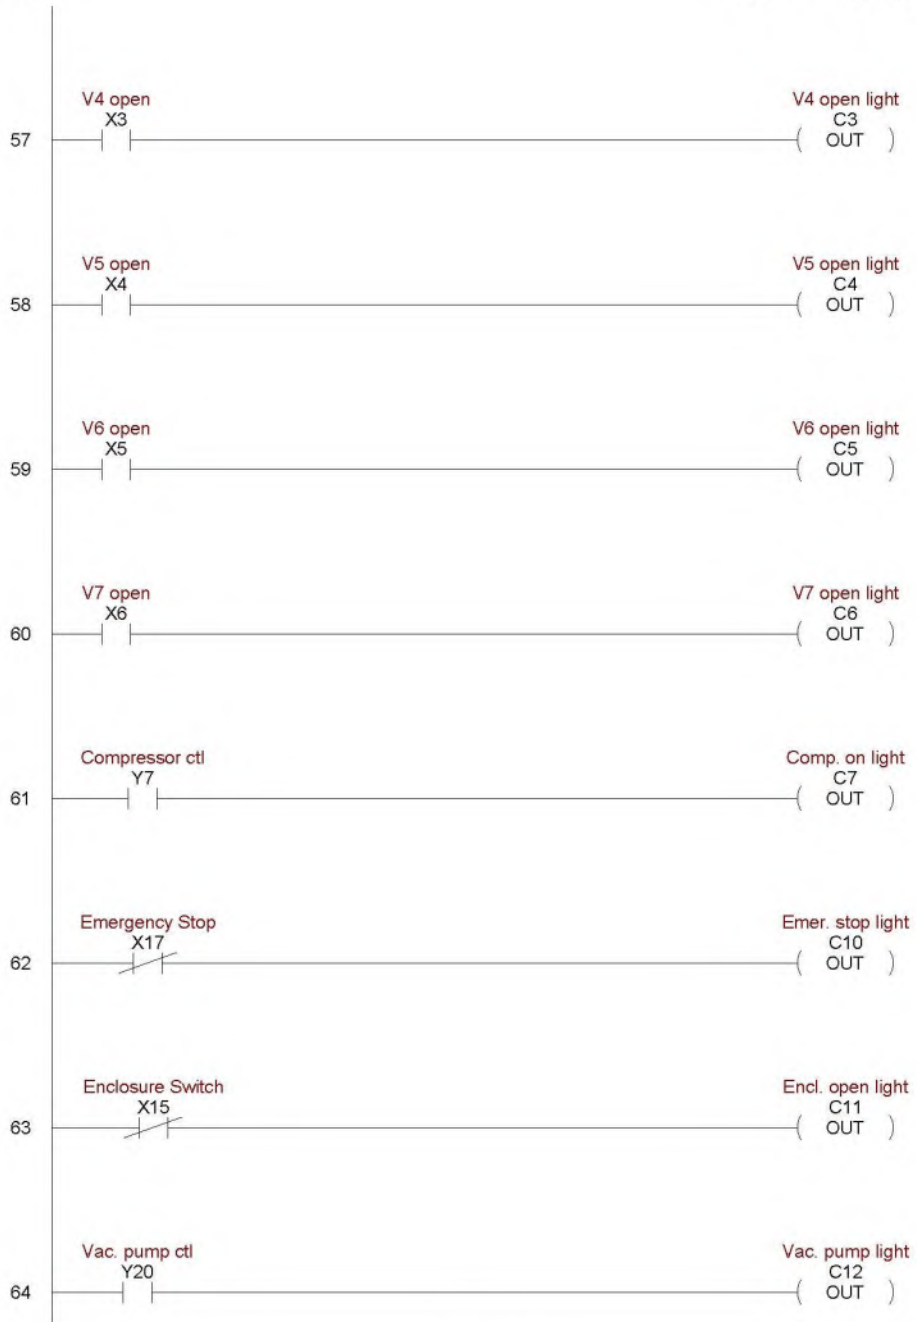 V4 open V4 open light
X3 C3
57 OUT
V5 open V5 open light
X4 C4
58 OUT
V6 open V6 open light
X5 C5
59 OUT
V7 open V7 open light
X6 C6
60 OUT
Compressor ctl Comp. on light
Y7 C7
61 OUT
Emergency Stop Emer. stop light
X17 C10
62 OUT
Enclosure Switch Encl. open light
X15 C11
63 OUT
Vac. pump ctl Vac. pump light
Y20 C12
64 OUT